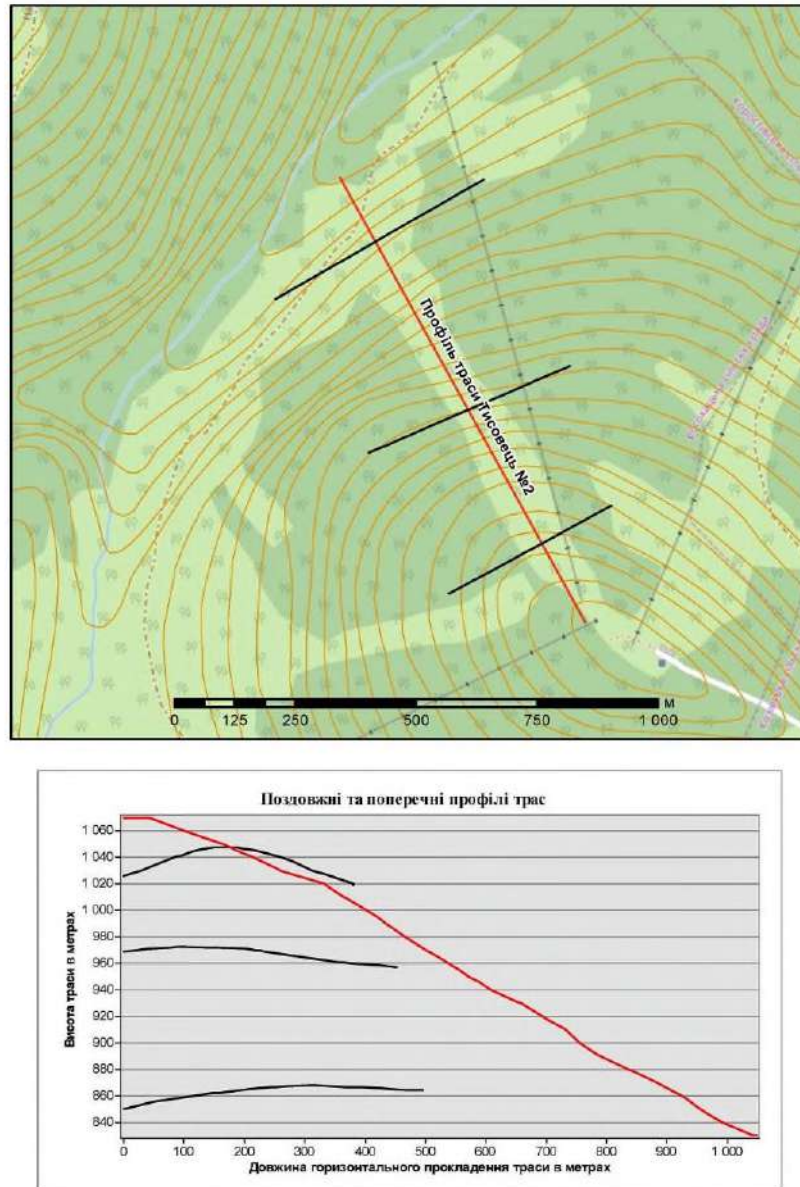 Профіль траси Тисовець №2
0 125 250 500 750 1 000 м
Поздовжні та поперечні профілі трас
Висота траси в метрах
1 060
1 040
1 020
1 000
980
960
940
920
900
880
860
840
0 100 200 300 400 500 600 700 800 900 1 000
Довжина горизонтального прокладення траси в метрах